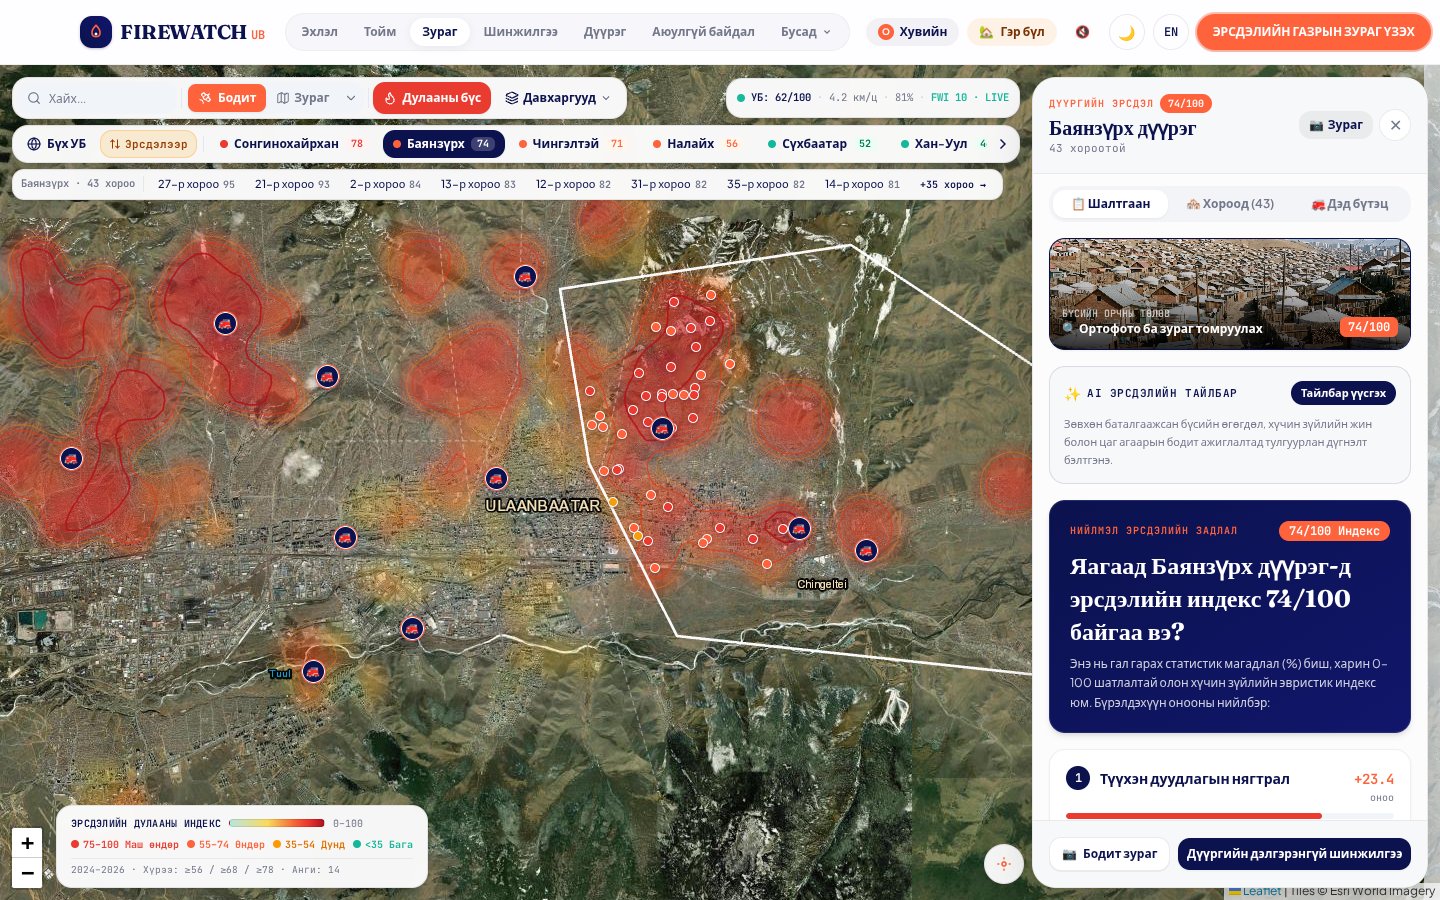 FIREWATCH UB
Эхлэл Тойм Зураг Шинжилгээ Дүүрэг Аюулгүй байдал Бусад
Хувийн Гэр бүл EN ЭРСДЭЛИЙН ГАЗРЫН ЗУРАГ ҮЗЭХ
Хайх... Бодит Зураг Дулааны бүс Давхаргууд
УБ: 62/100 · 4.2 км/ц · 81% · FWI 10 · LIVE
Бүх УБ Эрсдэлээр Сонгинохайрхан 78 Баянзүрх 74 Чингэлтэй 71 Налайх 56 Сүхбаатар 52 Хан-Уул
Баянзүрх · 43 хороо 27-р хороо 95 21-р хороо 93 2-р хороо 84 13-р хороо 83 12-р хороо 82 31-р хороо 82 35-р хороо 82 14-р хороо 81 +35 хороо →
ULAANBAATAR
Chingeltei
Tuul
ЭРСДЭЛИЙН ДУЛААНЫ ИНДЕКС 0-100
75-100 Маш өндөр 55-74 Өндөр 35-54 Дунд <35 Бага
2024-2026 · Хүрээ: ≥56 / ≥68 / ≥78 · Анги: 14
+
−
ДҮҮРГИЙН ЭРСДЭЛ 74/100
Баянзүрх дүүрэг
43 хороотой
Зураг
Шалтгаан Хороод (43) Дэд бүтэц
БҮСИЙН ОРЧНЫ ТӨЛӨВ
Ортофото ба зураг томруулах
74/100
AI ЭРСДЭЛИЙН ТАЙЛБАР Тайлбар үүсгэх
Зөвхөн баталгаажсан бүсийн өгөгдөл, хүчин зүйлийн жин
болон цаг агаарын бодит ажиглалтад тулгуурлан дүгнэлт
бэлтгэнэ.
НИЙЛМЭЛ ЭРСДЭЛИЙН ЗАДЛАЛ 74/100 Индекс
Яагаад Баянзүрх дүүрэг-д
эрсдэлийн индекс 74/100
байгаа вэ?
Энэ нь гал гарах статистик магадлал (%) биш, харин 0-
100 шатлалтай олон хүчин зүйлийн эвристик индекс
юм. Бүрэлдэхүүн онооны нийлбэр:
1 Түүхэн дуудлагын нягтрал +23.4
оноо
Бодит зураг Дүүргийн дэлгэрэнгүй шинжилгээ
Leaflet | Tiles © Esri World Imagery